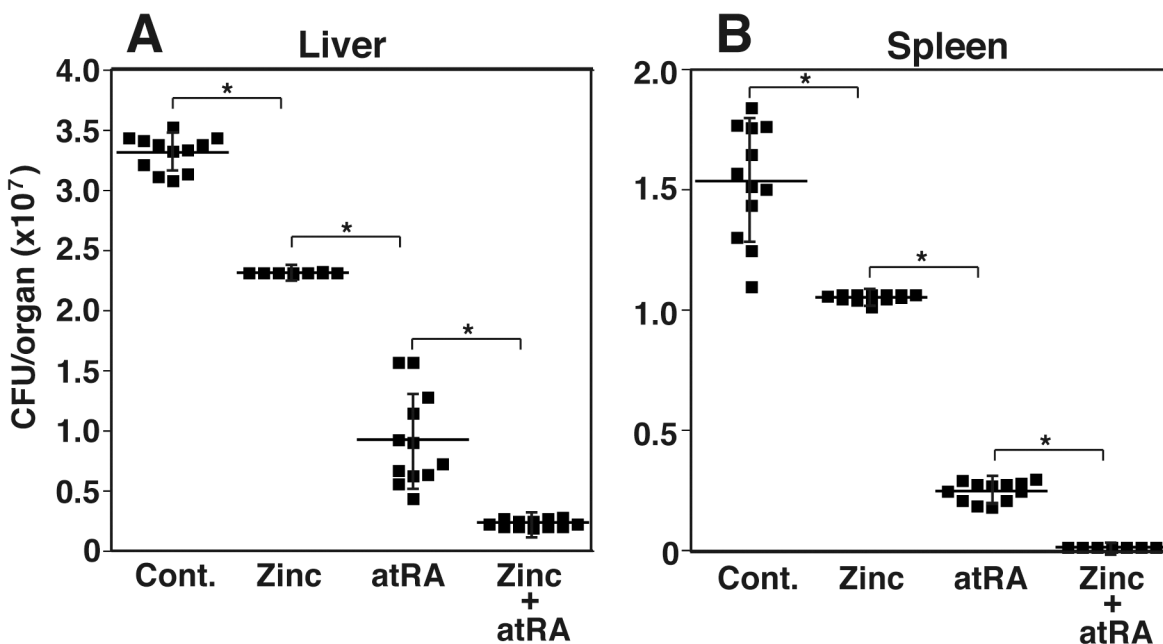 A
Liver
CFU/organ (x10⁷)
4.0
3.5
3.0
2.5
2.0
1.5
1.0
0.5
0
*
*
*
Cont.
Zinc
atRA
Zinc
+
atRA
B
Spleen
2.0
1.5
1.0
0.5
0
*
*
*
Cont.
Zinc
atRA
Zinc
+
atRA